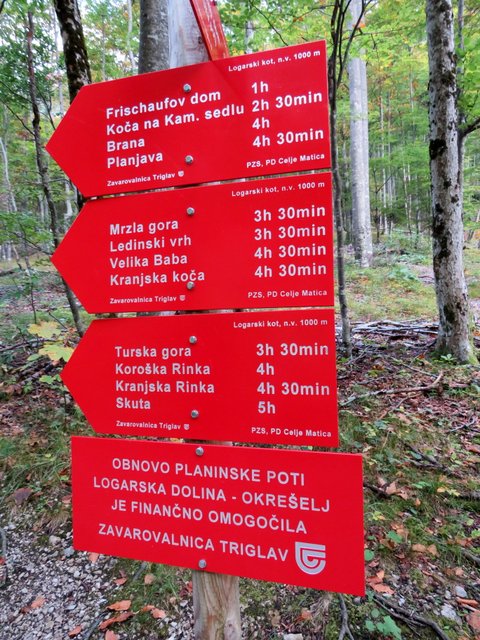 Logarski kot, n.v. 1000 m
Frischaufov dom 1h
Koča na Kam. sedlu 2h 30min
Brana 4h
Planjava 4h 30min
Zavarovalnica Triglav PZS, PD Celje Matica
Logarski kot, n.v. 1000 m
Mrzla gora 3h 30min
Ledinski vrh 3h 30min
Velika Baba 4h 30min
Kranjska koča 4h 30min
Zavarovalnica Triglav PZS, PD Celje Matica
Logarski kot, n.v. 1000 m
Turska gora 3h 30min
Koroška Rinka 4h
Kranjska Rinka 4h 30min
Skuta 5h
Zavarovalnica Triglav PZS, PD Celje Matica
OBNOVO PLANINSKE POTI
LOGARSKA DOLINA - OKREŠELJ
JE FINANČNO OMOGOČILA
ZAVAROVALNICA TRIGLAV